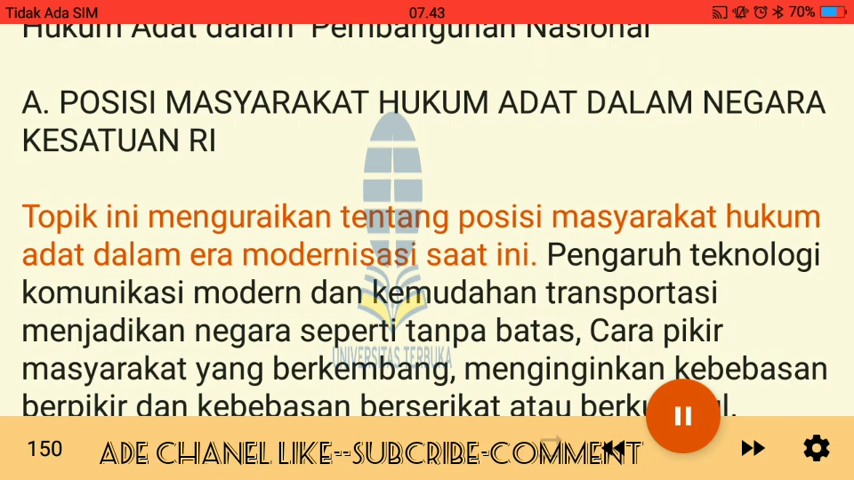 Tidak Ada SIM 07.43 70%
Hukum Adat dalam Pembangunan Nasional
A. POSISI MASYARAKAT HUKUM ADAT DALAM NEGARA
KESATUAN RI
Topik ini menguraikan tentang posisi masyarakat hukum
adat dalam era modernisasi saat ini. Pengaruh teknologi
komunikasi modern dan kemudahan transportasi
menjadikan negara seperti tanpa batas, Cara pikir
UNIVERSITAS TERBUKA
masyarakat yang berkembang, menginginkan kebebasan
berpikir dan kebebasan berserikat atau
150 ADE CHANEL LIKE--SUBCRIBE-COMMENT